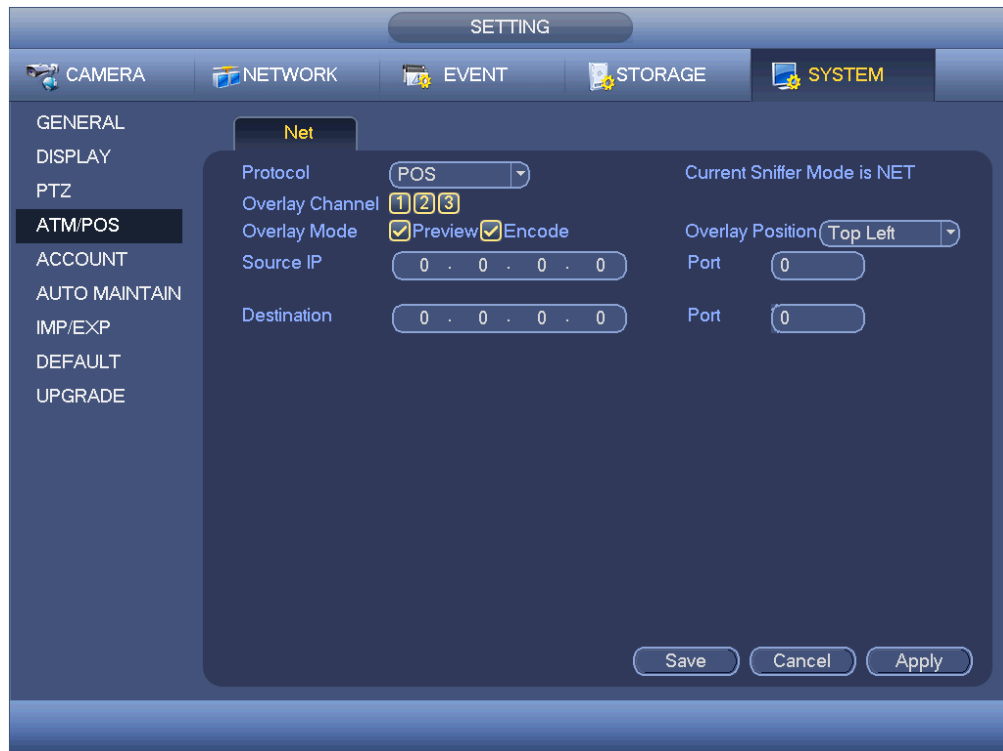 SETTING
CAMERA NETWORK EVENT STORAGE SYSTEM
GENERAL
DISPLAY
PTZ
ATM/POS
ACCOUNT
AUTO MAINTAIN
IMP/EXP
DEFAULT
UPGRADE
Net
Protocol POS Current Sniffer Mode is NET
Overlay Channel 1 2 3
Overlay Mode Preview Encode Overlay Position Top Left
Source IP 0 . 0 . 0 . 0 Port 0
Destination 0 . 0 . 0 . 0 Port 0
Save Cancel Apply